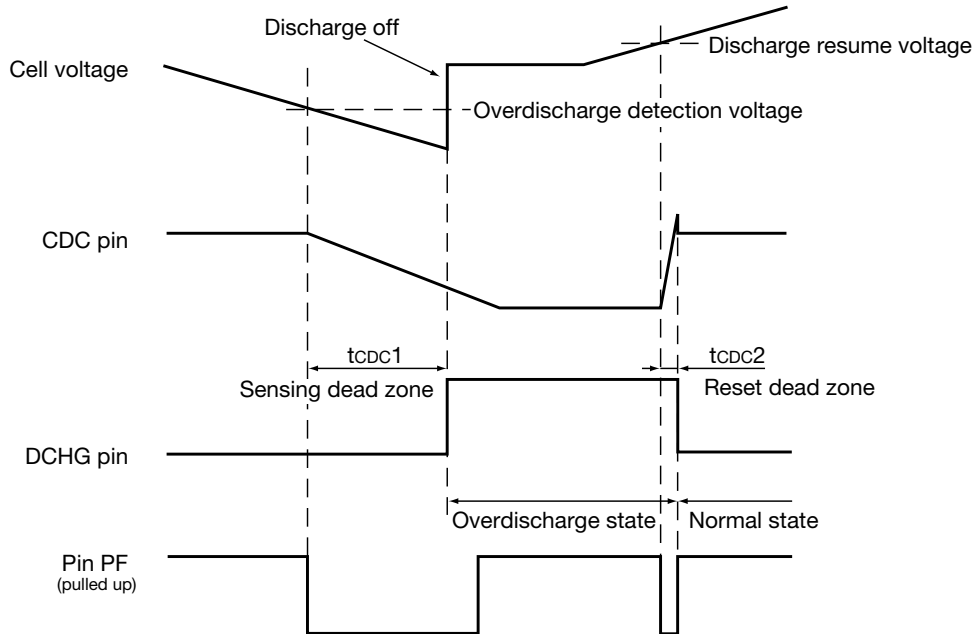 Discharge off
Discharge resume voltage
Cell voltage
Overdischarge detection voltage
CDC pin
tCDC1
tCDC2
Sensing dead zone
Reset dead zone
DCHG pin
Overdischarge state
Normal state
Pin PF
(pulled up)